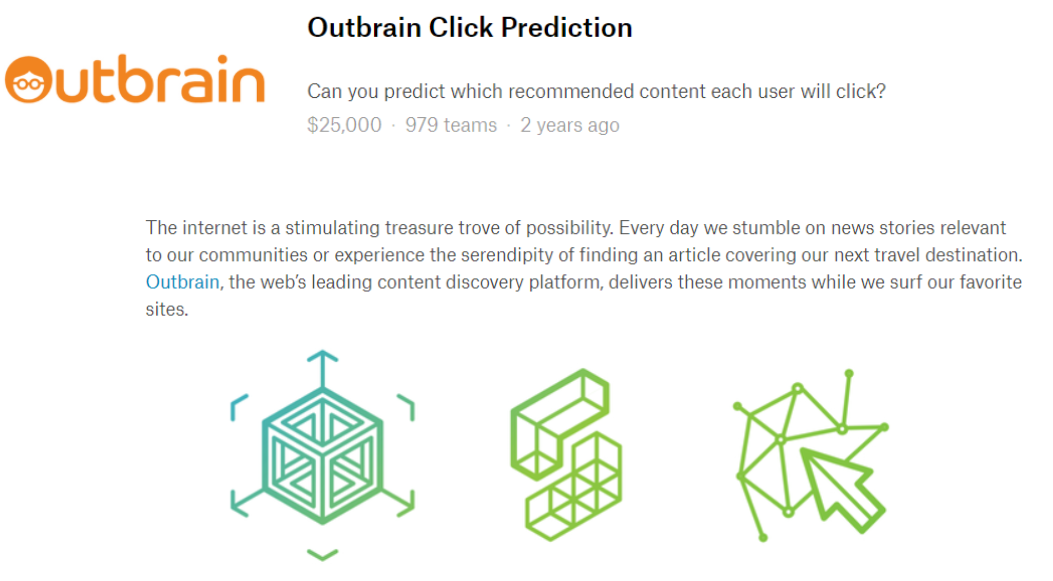 Outbrain Click Prediction
Outbrain
Can you predict which recommended content each user will click?
$25,000 · 979 teams · 2 years ago
The internet is a stimulating treasure trove of possibility. Every day we stumble on news stories relevant
to our communities or experience the serendipity of finding an article covering our next travel destination.
Outbrain, the web's leading content discovery platform, delivers these moments while we surf our favorite
sites.